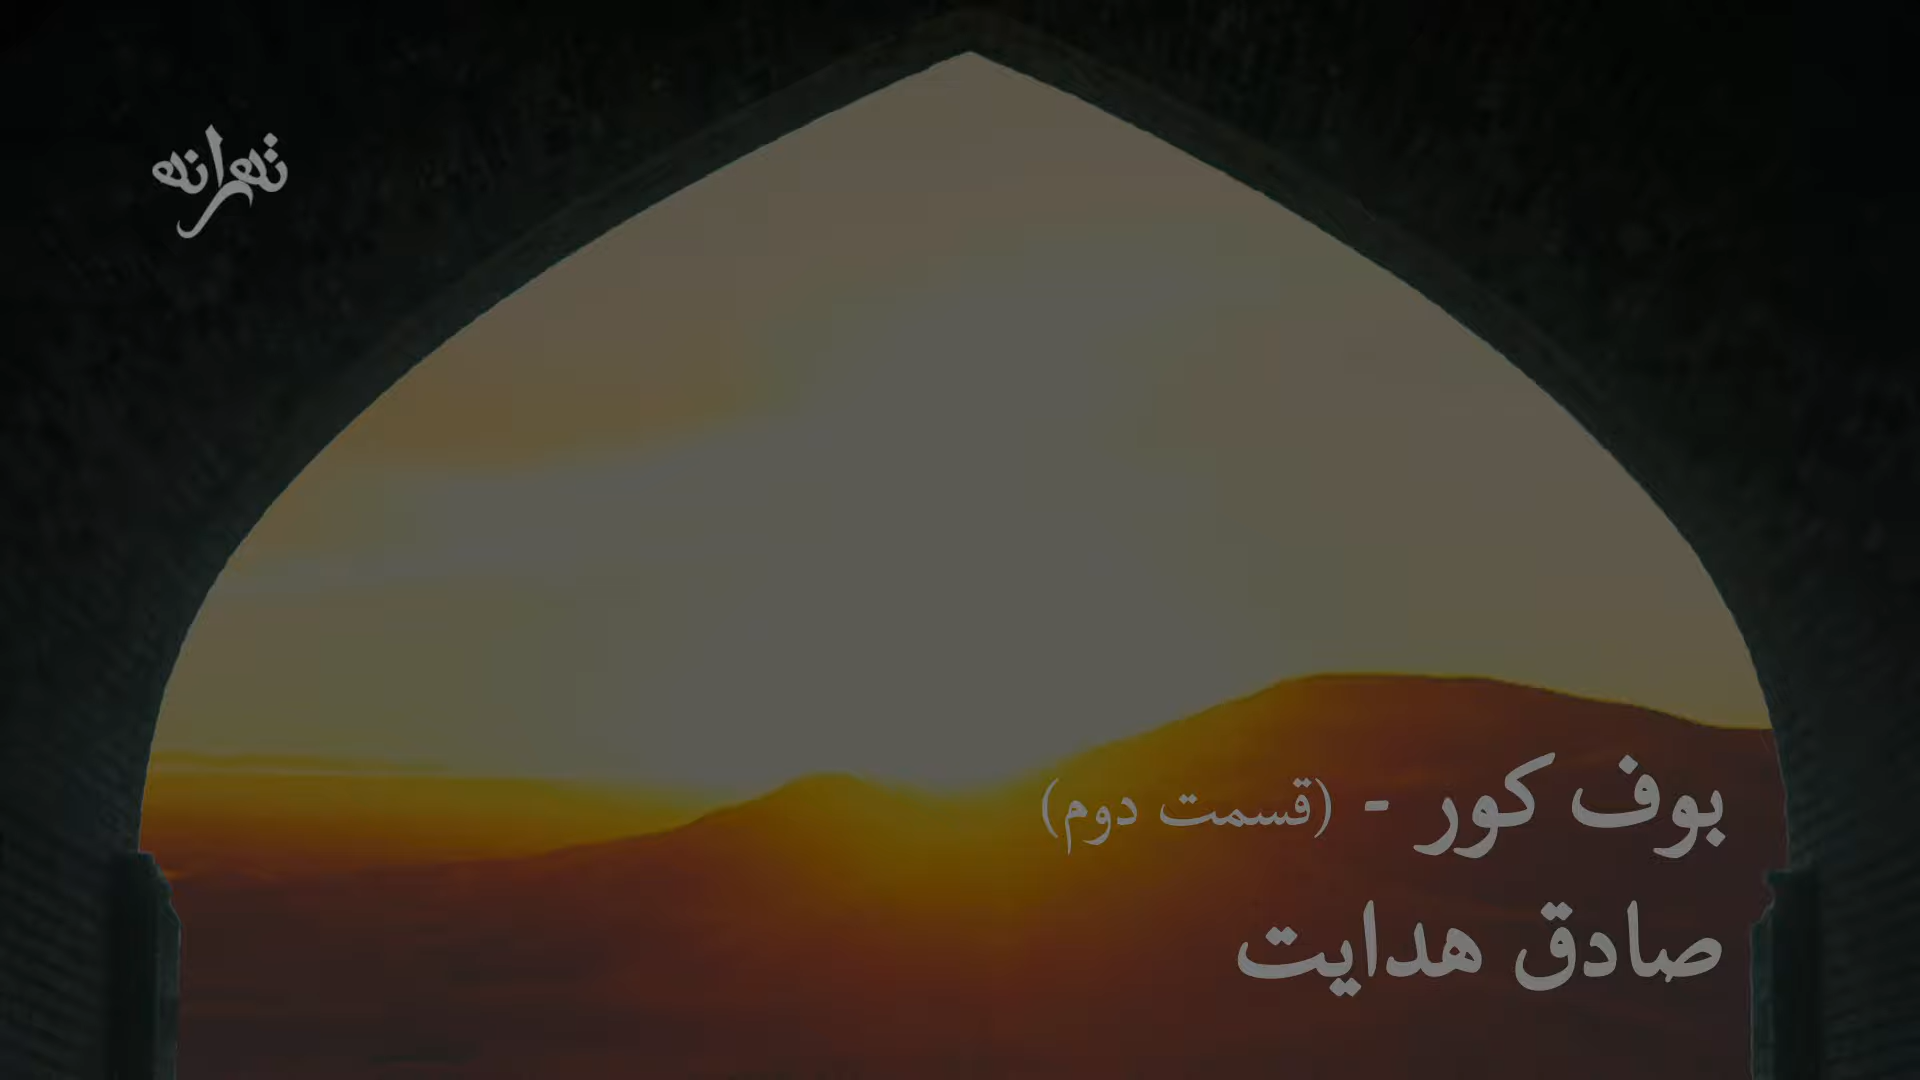 تهرانه
بوف کور - (قسمت دوم)
صادق هدایت